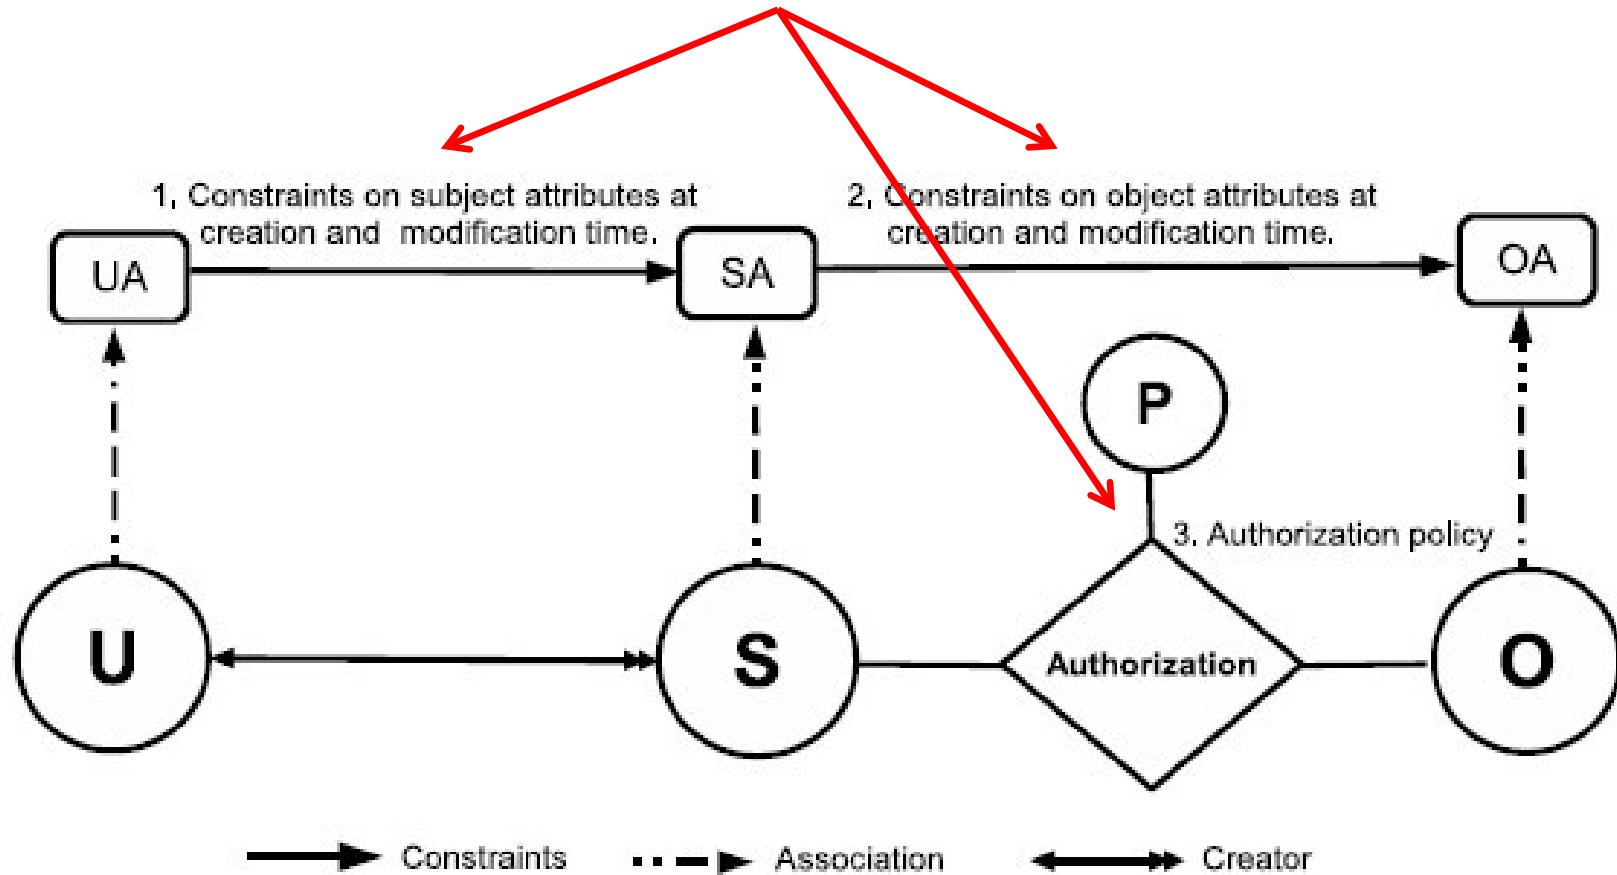 1. Constraints on subject attributes at
creation and modification time.
2. Constraints on object attributes at
creation and modification time.
UA
SA
OA
P
3. Authorization policy
U
S
Authorization
O
Constraints
Association
Creator